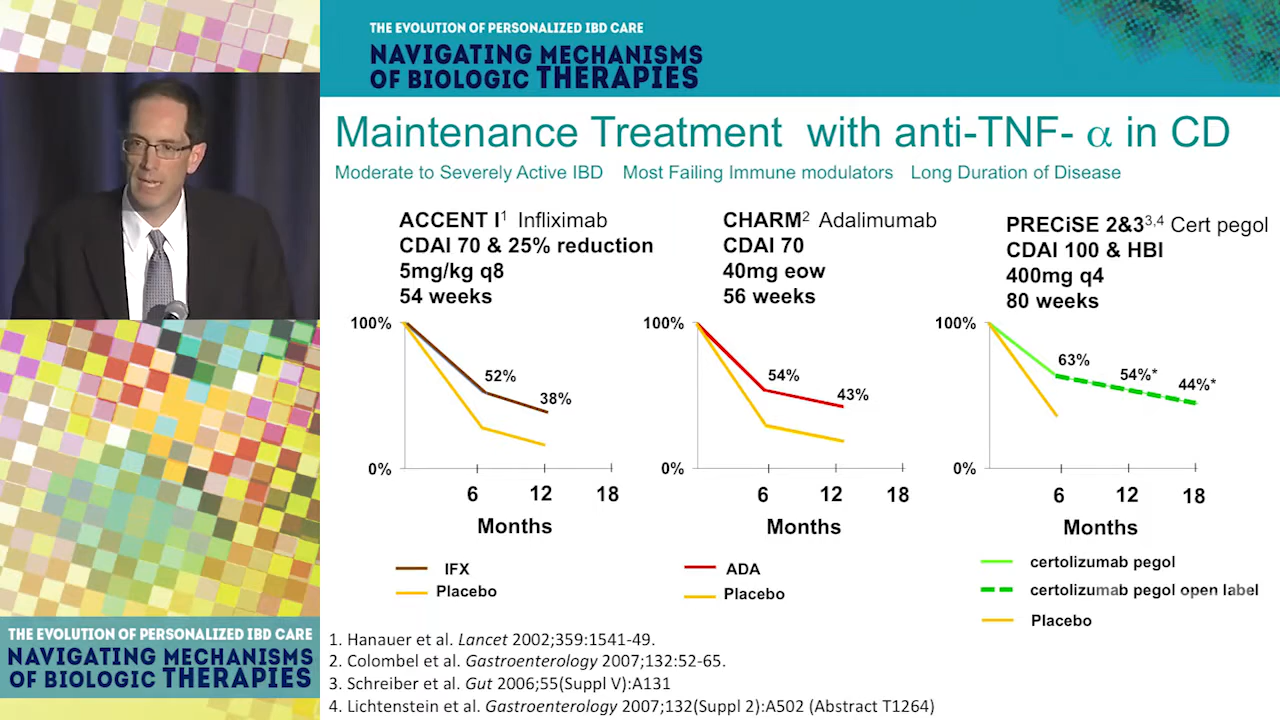 THE EVOLUTION OF PERSONALIZED IBD CARE
NAVIGATING MECHANISMS
OF BIOLOGIC THERAPIES
Maintenance Treatment with anti-TNF- α in CD
Moderate to Severely Active IBD Most Failing Immune modulators Long Duration of Disease
ACCENT I1 Infliximab
CDAI 70 & 25% reduction
5mg/kg q8
54 weeks
100%
52%
38%
0%
6 12 18
Months
IFX
Placebo
CHARM2 Adalimumab
CDAI 70
40mg eow
56 weeks
100%
54%
43%
0%
6 12 18
Months
ADA
Placebo
PRECiSE 2&33,4 Cert pegol
CDAI 100 & HBI
400mg q4
80 weeks
100%
63%
54%*
44%*
0%
6 12 18
Months
certolizumab pegol
certolizumab pegol open label
Placebo
1. Hanauer et al. Lancet 2002;359:1541-49.
2. Colombel et al. Gastroenterology 2007;132:52-65.
3. Schreiber et al. Gut 2006;55(Suppl V):A131
4. Lichtenstein et al. Gastroenterology 2007;132(Suppl 2):A502 (Abstract T1264)
THE EVOLUTION OF PERSONALIZED IBD CARE
NAVIGATING MECHANISMS
OF BIOLOGIC THERAPIES